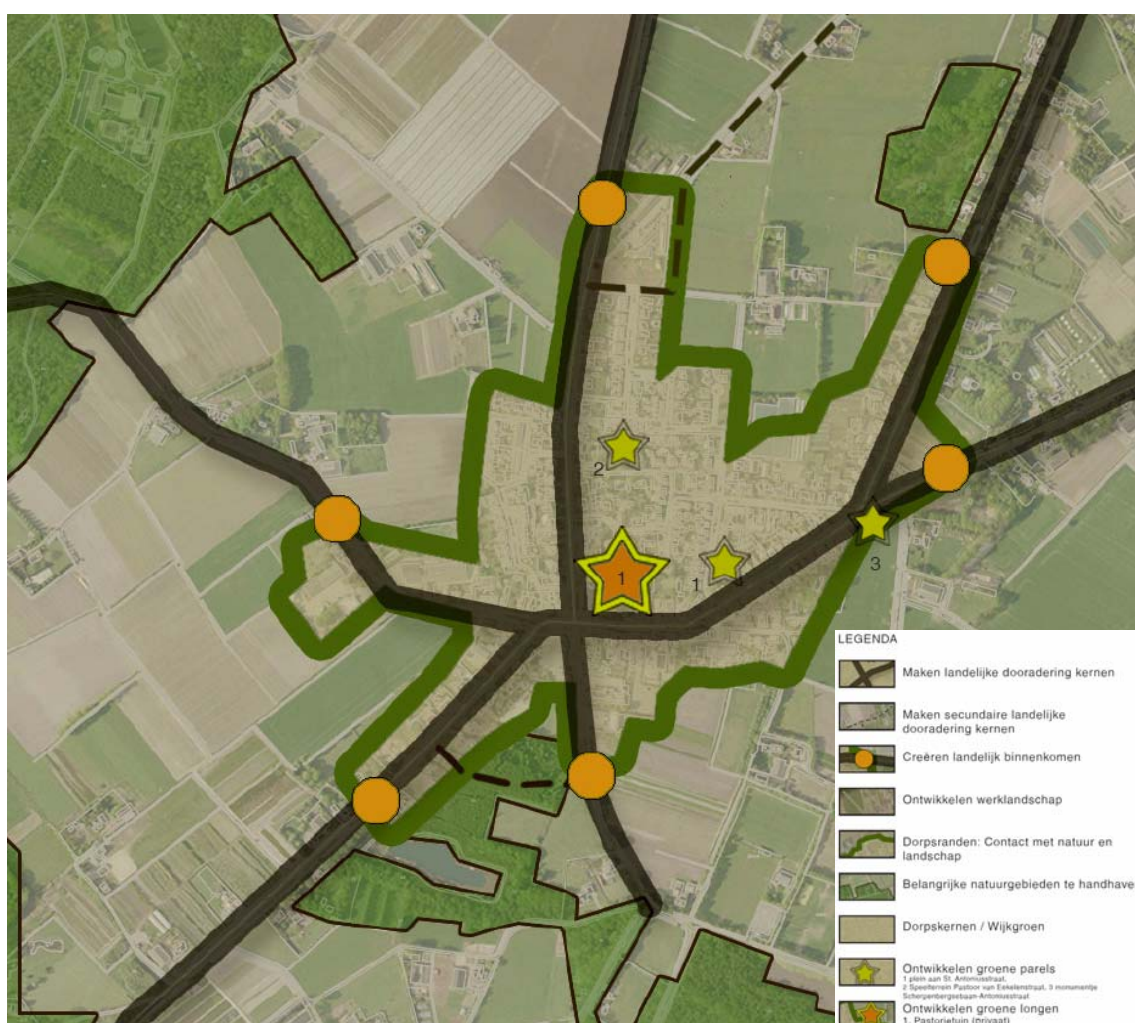 2
1
1
3
LEGENDA
Maken landelijke dooradering kernen
Maken secundaire landelijke
dooradering kernen
Creëren landelijk binnenkomen
Ontwikkelen werklandschap
Dorpsranden: Contact met natuur en
landschap
Belangrijke natuurgebieden te handhave
Dorpskernen / Wijkgroen
Ontwikkelen groene parels
1 plein aan St. Antoniusstraat,
2 Speelterrein Pastoor van Eekelenstraat, 3 monumentje
Scherpenbergsebaan-Antoniusstraat
Ontwikkelen groene longen
1. Pastorietuin (privaat)